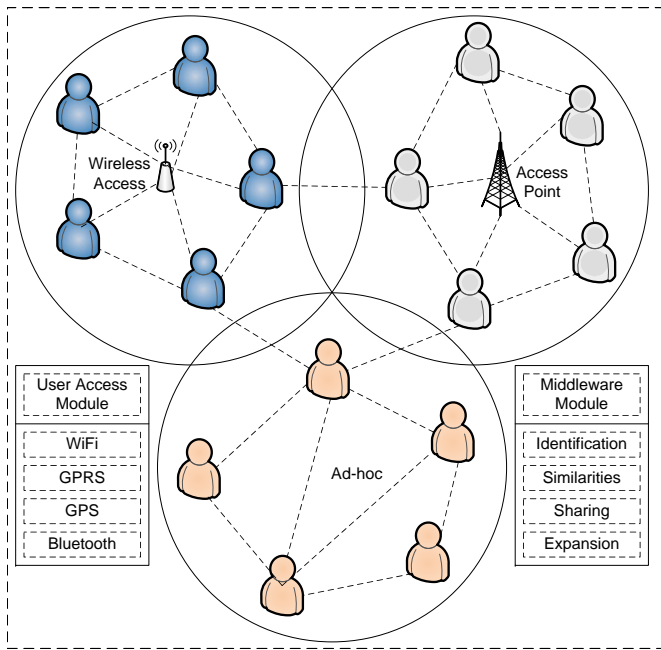 Wireless
Access
Access
Point
User Access
Module
WiFi
GPRS
GPS
Bluetooth
Ad-hoc
Middleware
Module
Identification
Similarities
Sharing
Expansion